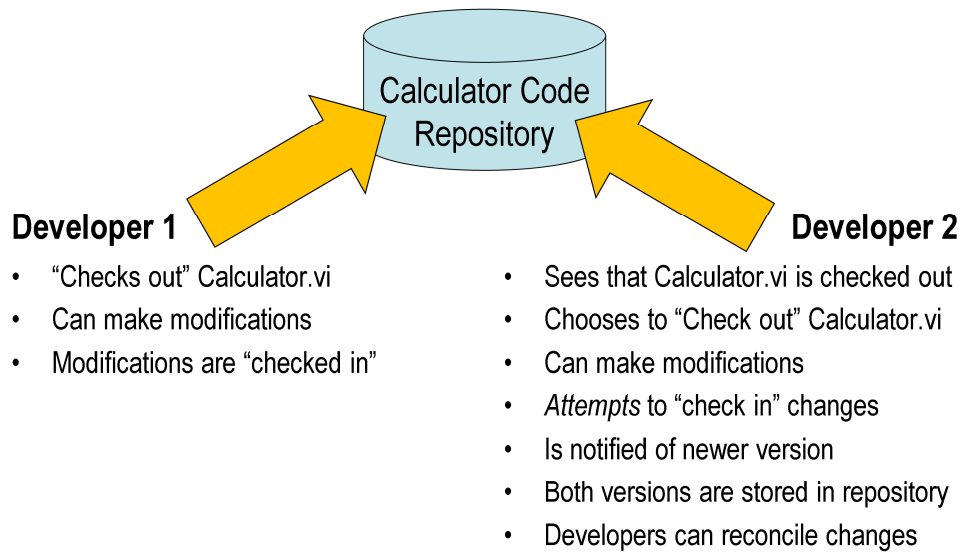 Calculator Code
Repository
Developer 1
• “Checks out” Calculator.vi
• Can make modifications
• Modifications are “checked in”
Developer 2
• Sees that Calculator.vi is checked out
• Chooses to “Check out” Calculator.vi
• Can make modifications
• Attempts to “check in” changes
• Is notified of newer version
• Both versions are stored in repository
• Developers can reconcile changes